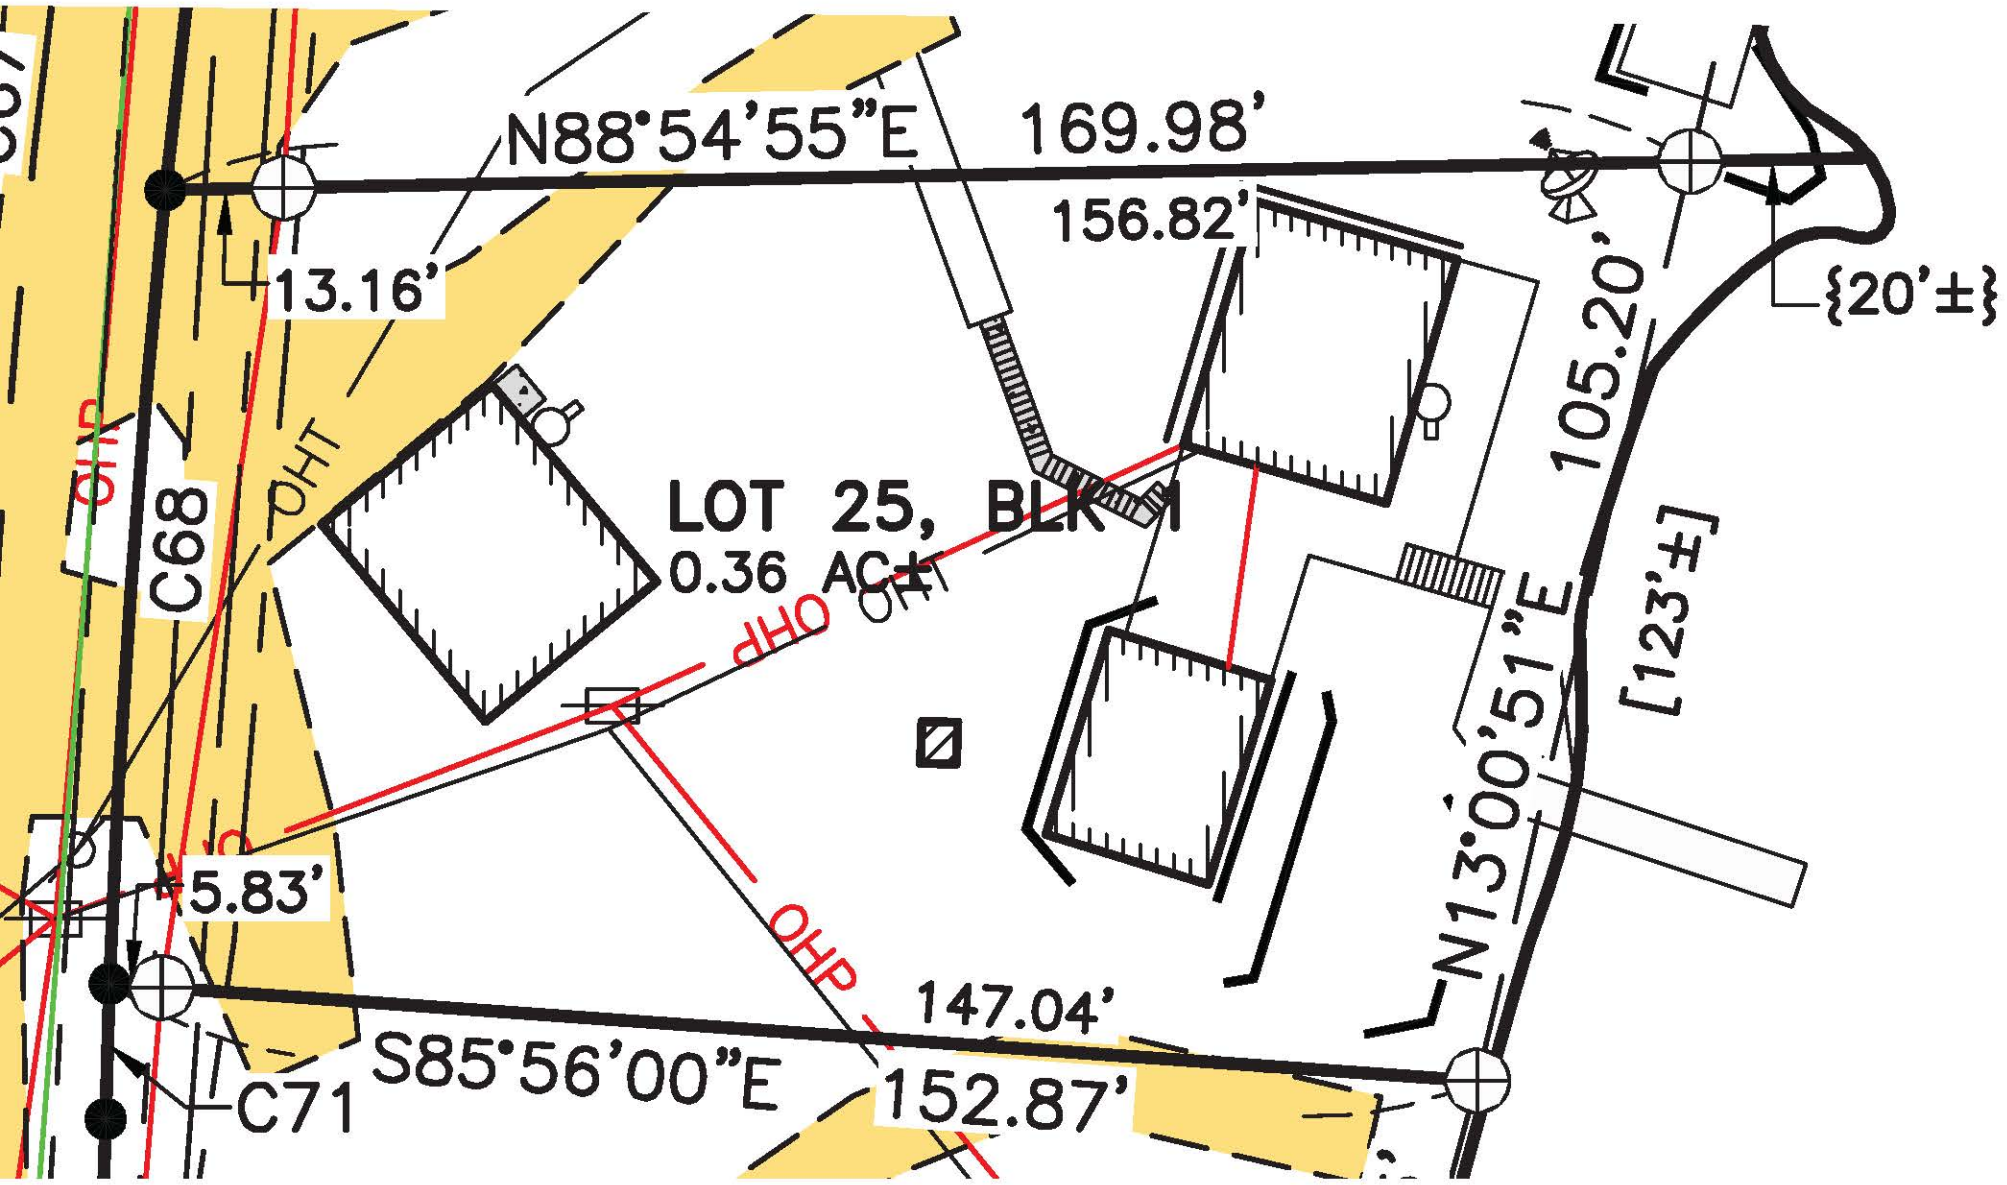 N88°54'55"E
169.98'
156.82'
13.16'
{20'±}
105.20'
OHP
OHT
C68
LOT 25, BLK 1
0.36 AC±
OHT
OHP
[123'±]
N13°00'51"E
5.83'
OHP
147.04'
S85°56'00"E
152.87'
C71